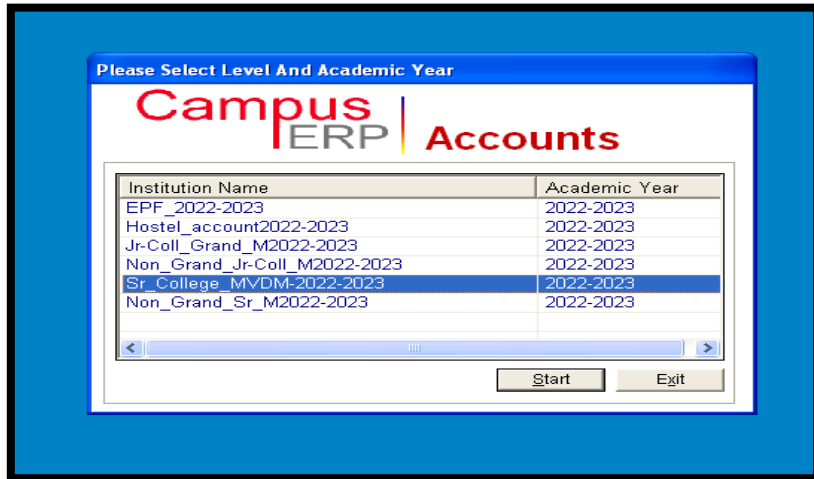 Please Select Level And Academic Year
Campus
ERP Accounts
Institution Name Academic Year
EPF_2022-2023 2022-2023
Hostel_account2022-2023 2022-2023
Jr-Coll_Grand_M2022-2023 2022-2023
Non_Grand_Jr-Coll_M2022-2023 2022-2023
Sr_College_MVDM-2022-2023 2022-2023
Non_Grand_Sr_M2022-2023 2022-2023
Start Exit